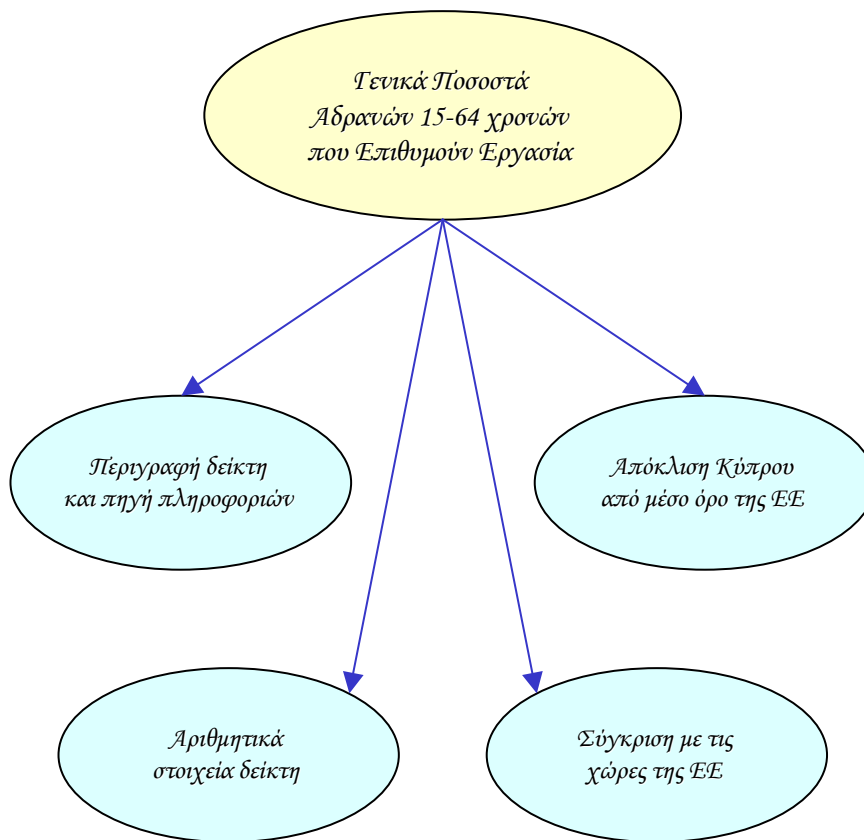 Γενικά Ποσοστά
Αδρανών 15-64 χρονών
που Επιθυμούν Εργασία
Περιγραφή δείκτη
και πηγή πληροφοριών
Απόκλιση Κύπρου
από μέσο όρο της ΕΕ
Αριθμητικά
στοιχεία δείκτη
Σύγκριση με τις
χώρες της ΕΕ